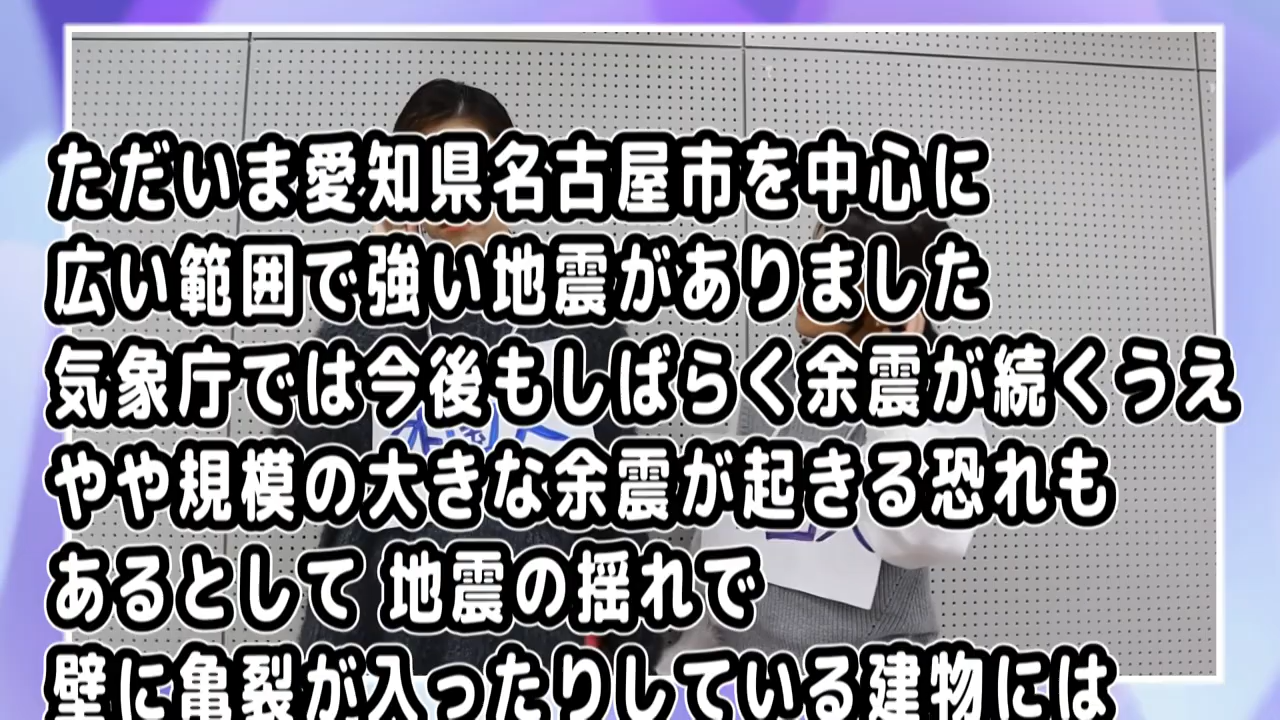 ただいま愛知県名古屋市を中心に
広い範囲で強い地震がありました
気象庁では今後もしばらく余震が続くうえ
やや規模の大きな余震が起きる恐れも
あるとして 地震の揺れで
壁に亀裂が入ったりしている建物には